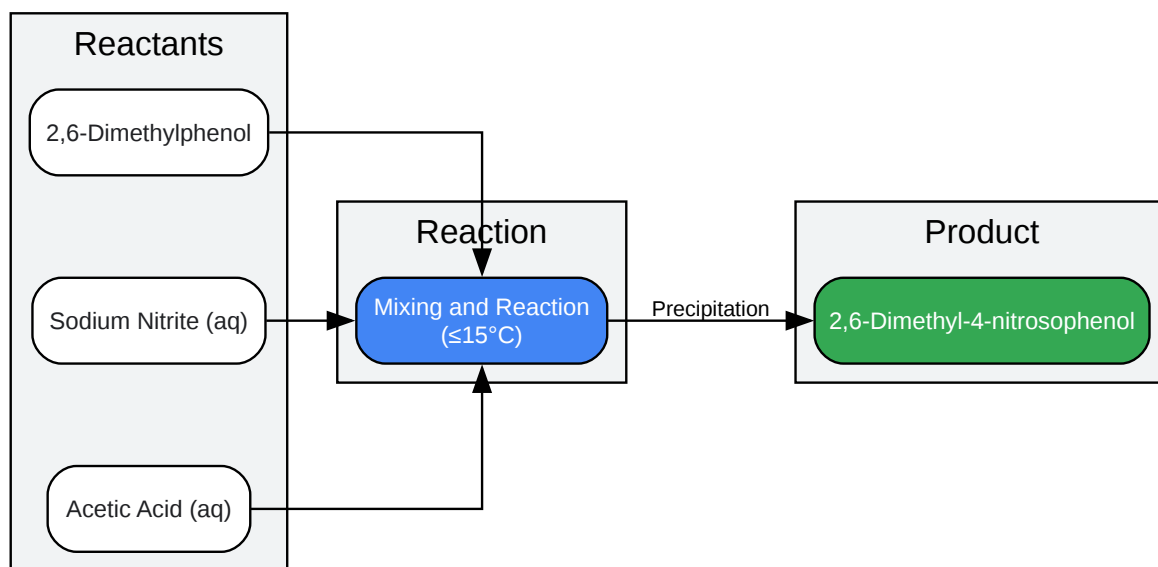 Reactants
2,6-Dimethylphenol
Sodium Nitrite (aq)
Acetic Acid (aq)
Reaction
Mixing and Reaction
(≤15°C)
Precipitation
Product
2,6-Dimethyl-4-nitrosophenol